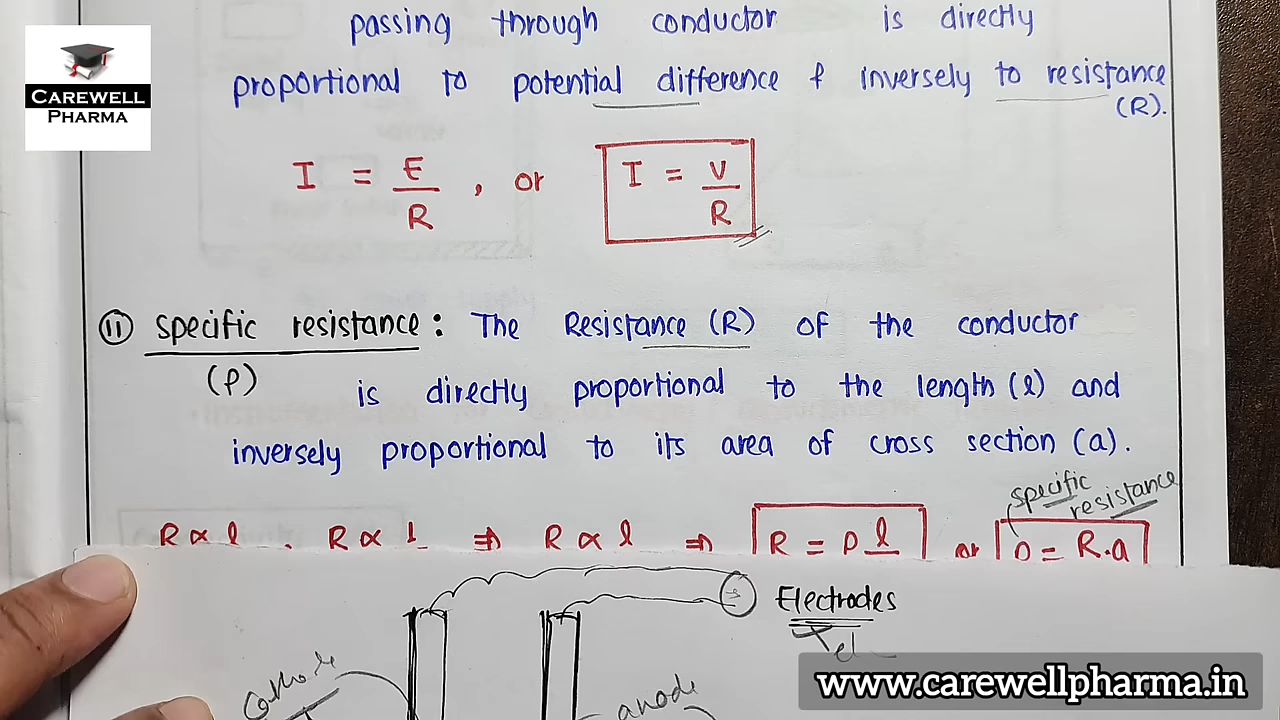 passing through conductor is directly
proportional to potential difference & inversely to resistance
(R).
CAREWELL
PHARMA
I = E/R , or I = V/R
(ii) Specific resistance: The Resistance (R) of the conductor
(ρ) is directly proportional to the length (l) and
inversely proportional to its area of cross section (a).
specific
resistance
R ∝ l , R ∝ 1 ⇒ R ∝ l ⇒ R = ρ l or ρ = R.a
Electrodes
Cathode
anode
www.carewellpharma.in